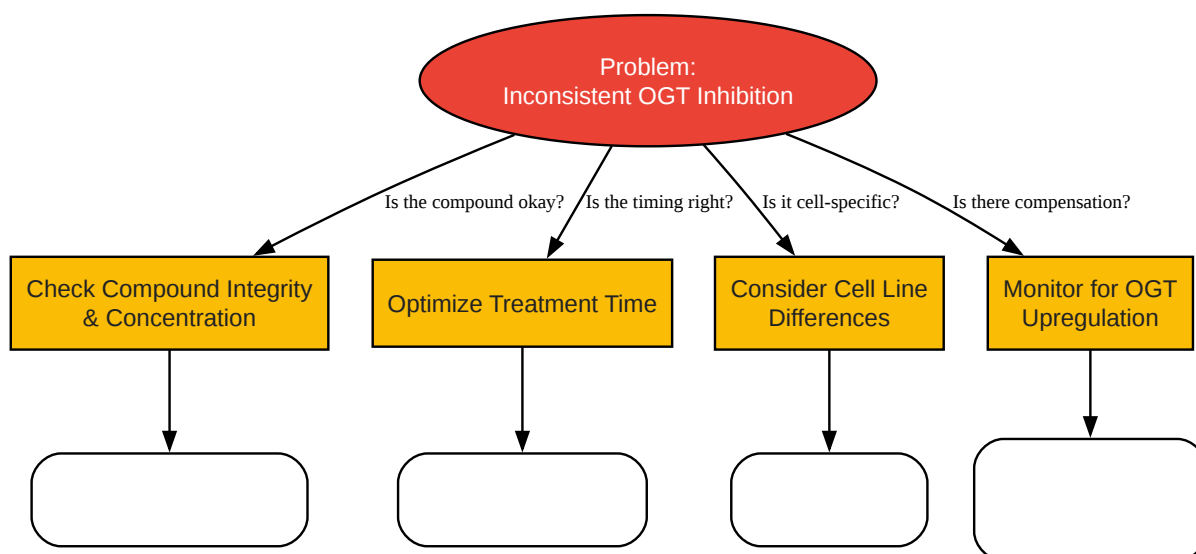 Problem:
Inconsistent OGT Inhibition
Is the compound okay?
Is the timing right?
Is it cell-specific?
Is there compensation?
Check Compound Integrity
& Concentration
Optimize Treatment Time
Consider Cell Line
Differences
Monitor for OGT
Upregulation